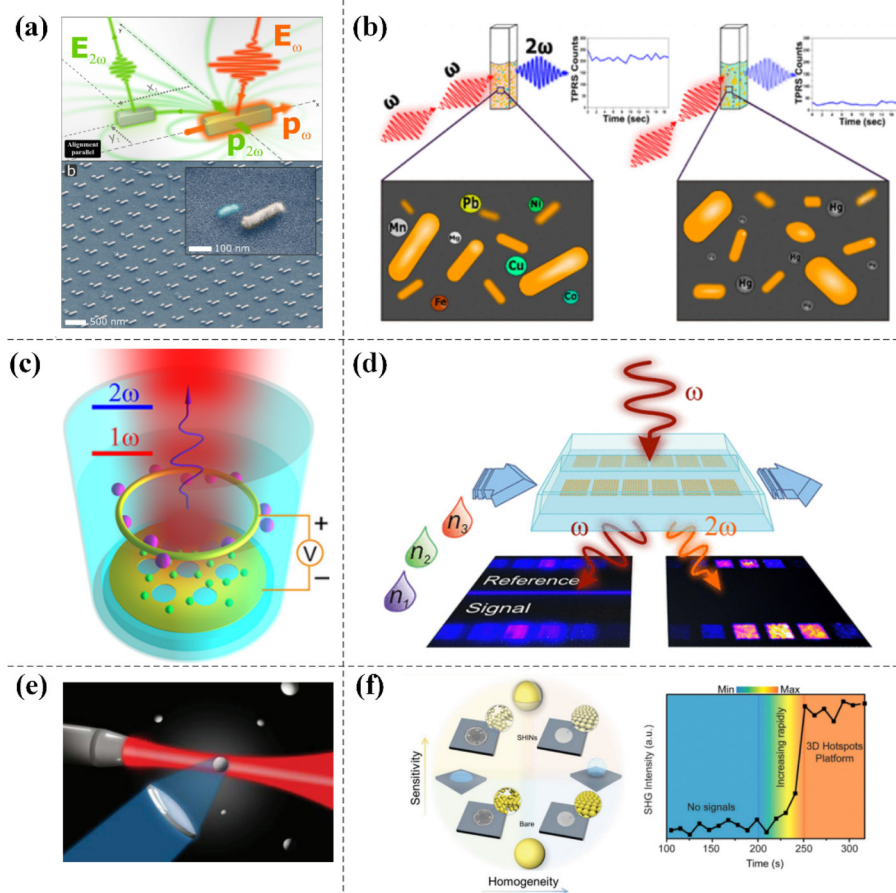 (a)
E2ω
Eω
y
x1
x
y1
pω
p2ω
Alignment
parallel
b
100 nm
500 nm
(b)
ω
ω
2ω
TPRS Counts
Time (sec)
TPRS Counts
Time (sec)
Pb
Ni
Mn
Mg
Cu
Fe
Co
Hg
Hg
Hg
(c)
2ω
1ω
+
V
−
(d)
ω
ω
2ω
n3
n2
n1
Reference
Signal
(e)
(f)
Sensitivity
SHINs
Bare
Homogeneity
Min
Max
SHG Intensity (a.u.)
No signals
Increasing rapidly
3D Hotspots
Platform
100 150 200 250 300
Time (s)